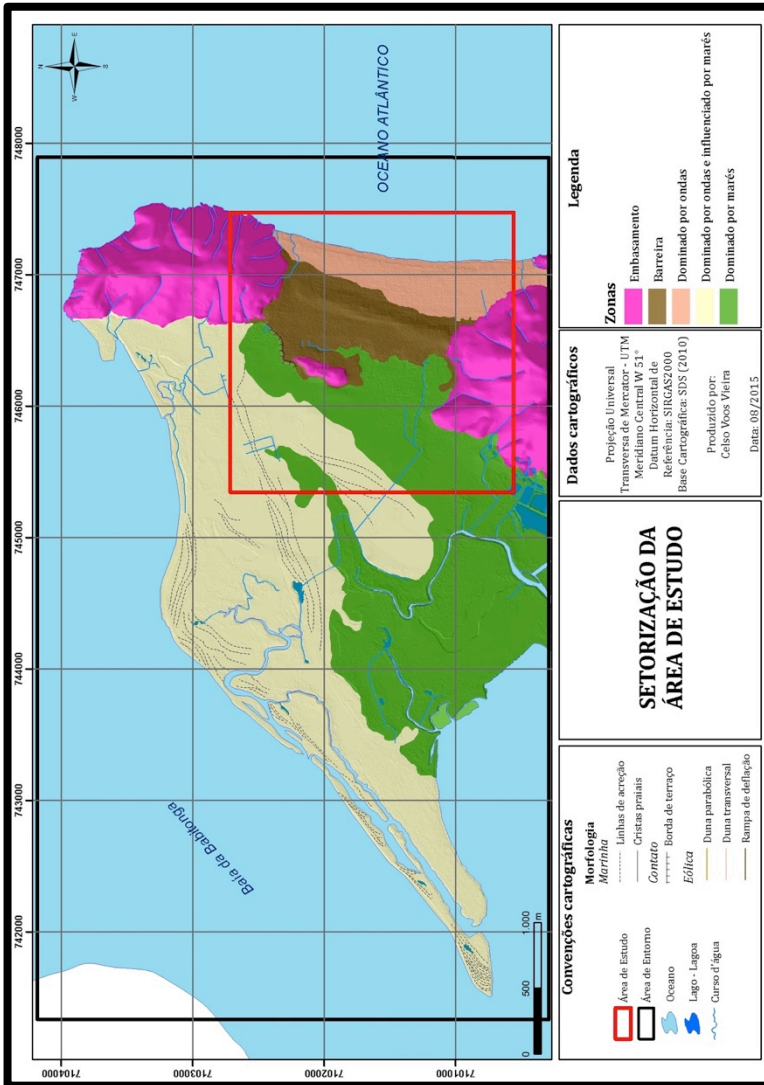 N
E
S
W
748000
747000
746000
745000
744000
743000
742000
7104000
7103000
7102000
7101000
OCEANO ATLÂNTICO
Baía da Babitonga
0
500
1.000
m
Convenções cartográficas
Área de Estudo
Área de Entorno
Oceano
Lago - Lagoa
Curso d'água
Morfologia
Marinha
Linhas de acreção
Cristas praiais
Contato
Borda de terraço
Eólica
Duna parabólica
Duna transversal
Rampa de deflação
SETORIZAÇÃO DA
ÁREA DE ESTUDO
Dados cartográficos
Projeção Universal
Transversa de Mercator - UTM
Meridiano Central W 51°
Datum Horizontal de
Referência: SIRGAS2000
Base Cartográfica: SDS (2010)
Produzido por:
Celso Voos Vieira
Data: 08/2015
Legenda
Zonas
Embasamento
Barreira
Dominado por ondas
Dominado por ondas e influenciado por marés
Dominado por marés